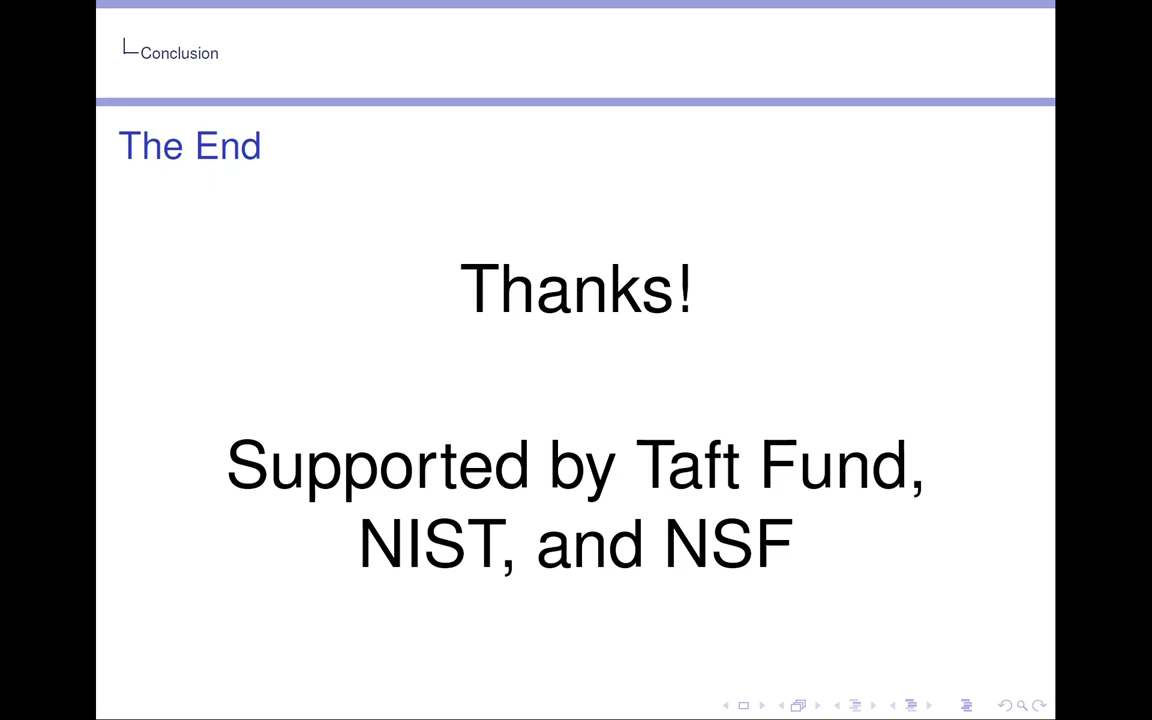 Conclusion
The End
Thanks!
Supported by Taft Fund,
NIST, and NSF